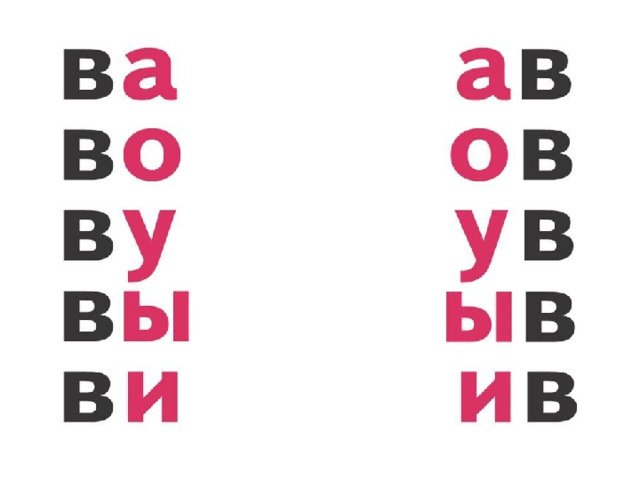 ва ав
во ов
ву ув
вы ыв
ви ив